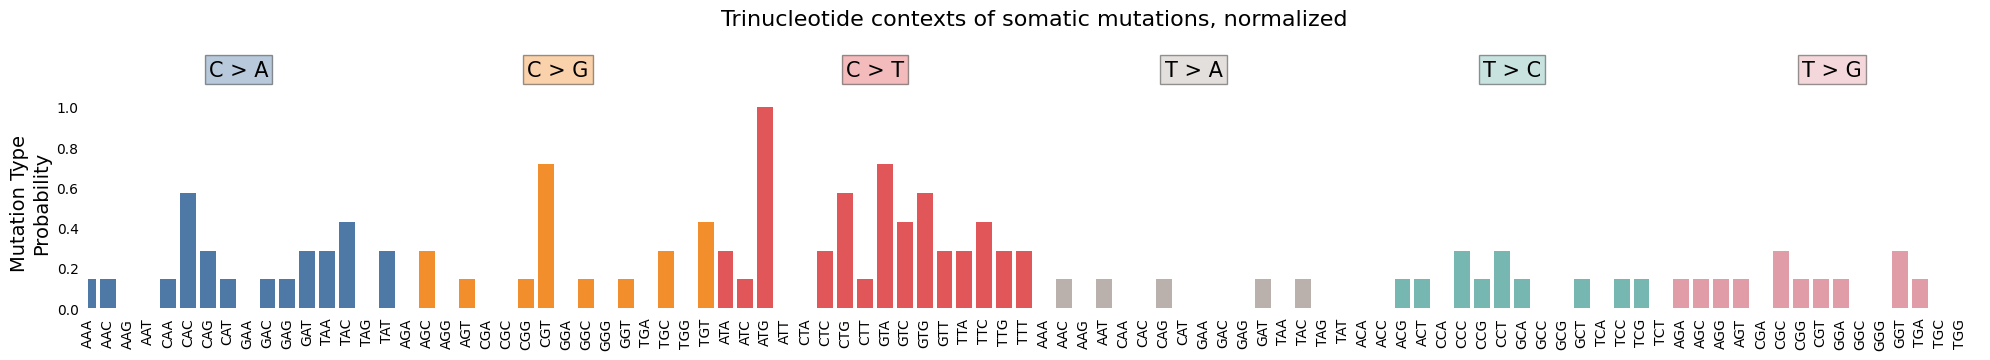 Trinucleotide contexts of somatic mutations, normalized
C > A C > G C > T T > A T > C T > G
Mutation Type
Probability
1.0
0.8
0.6
0.4
0.2
0.0
AAA AAC AAG AAT CAA CAC CAG CAT GAA GAC GAG GAT TAA TAC TAG TAT AGA AGC AGG AGT CGA CGC CGG CGT GGA GGC GGG GGT TGA TGC TGG TGT ATA ATC ATG ATT CTA CTC CTG CTT GTA GTC GTG GTT TTA TTC TTG TTT AAA AAC AAG AAT CAA CAC CAG CAT GAA GAC GAG GAT TAA TAC TAG TAT ACA ACC ACG ACT CCA CCC CCG CCT GCA GCC GCG GCT TCA TCC TCG TCT AGA AGC AGG AGT CGA CGC CGG CGT GGA GGC GGG GGT TGA TGC TGG